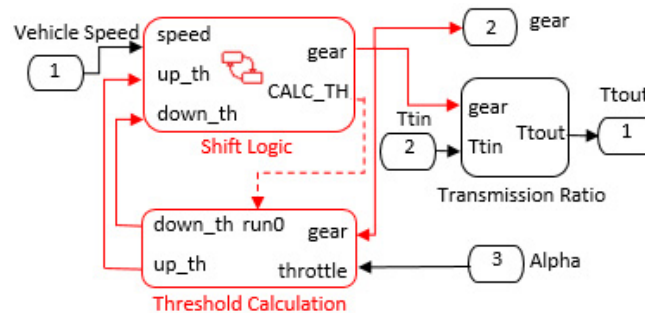 Vehicle Speed
1
speed
up_th
down_th
gear
CALC_TH
Shift Logic
2
gear
Ttin
2
gear
Ttin
Ttout
Transmission Ratio
Ttout
1
down_th
run0
gear
up_th
throttle
Threshold Calculation
3
Alpha